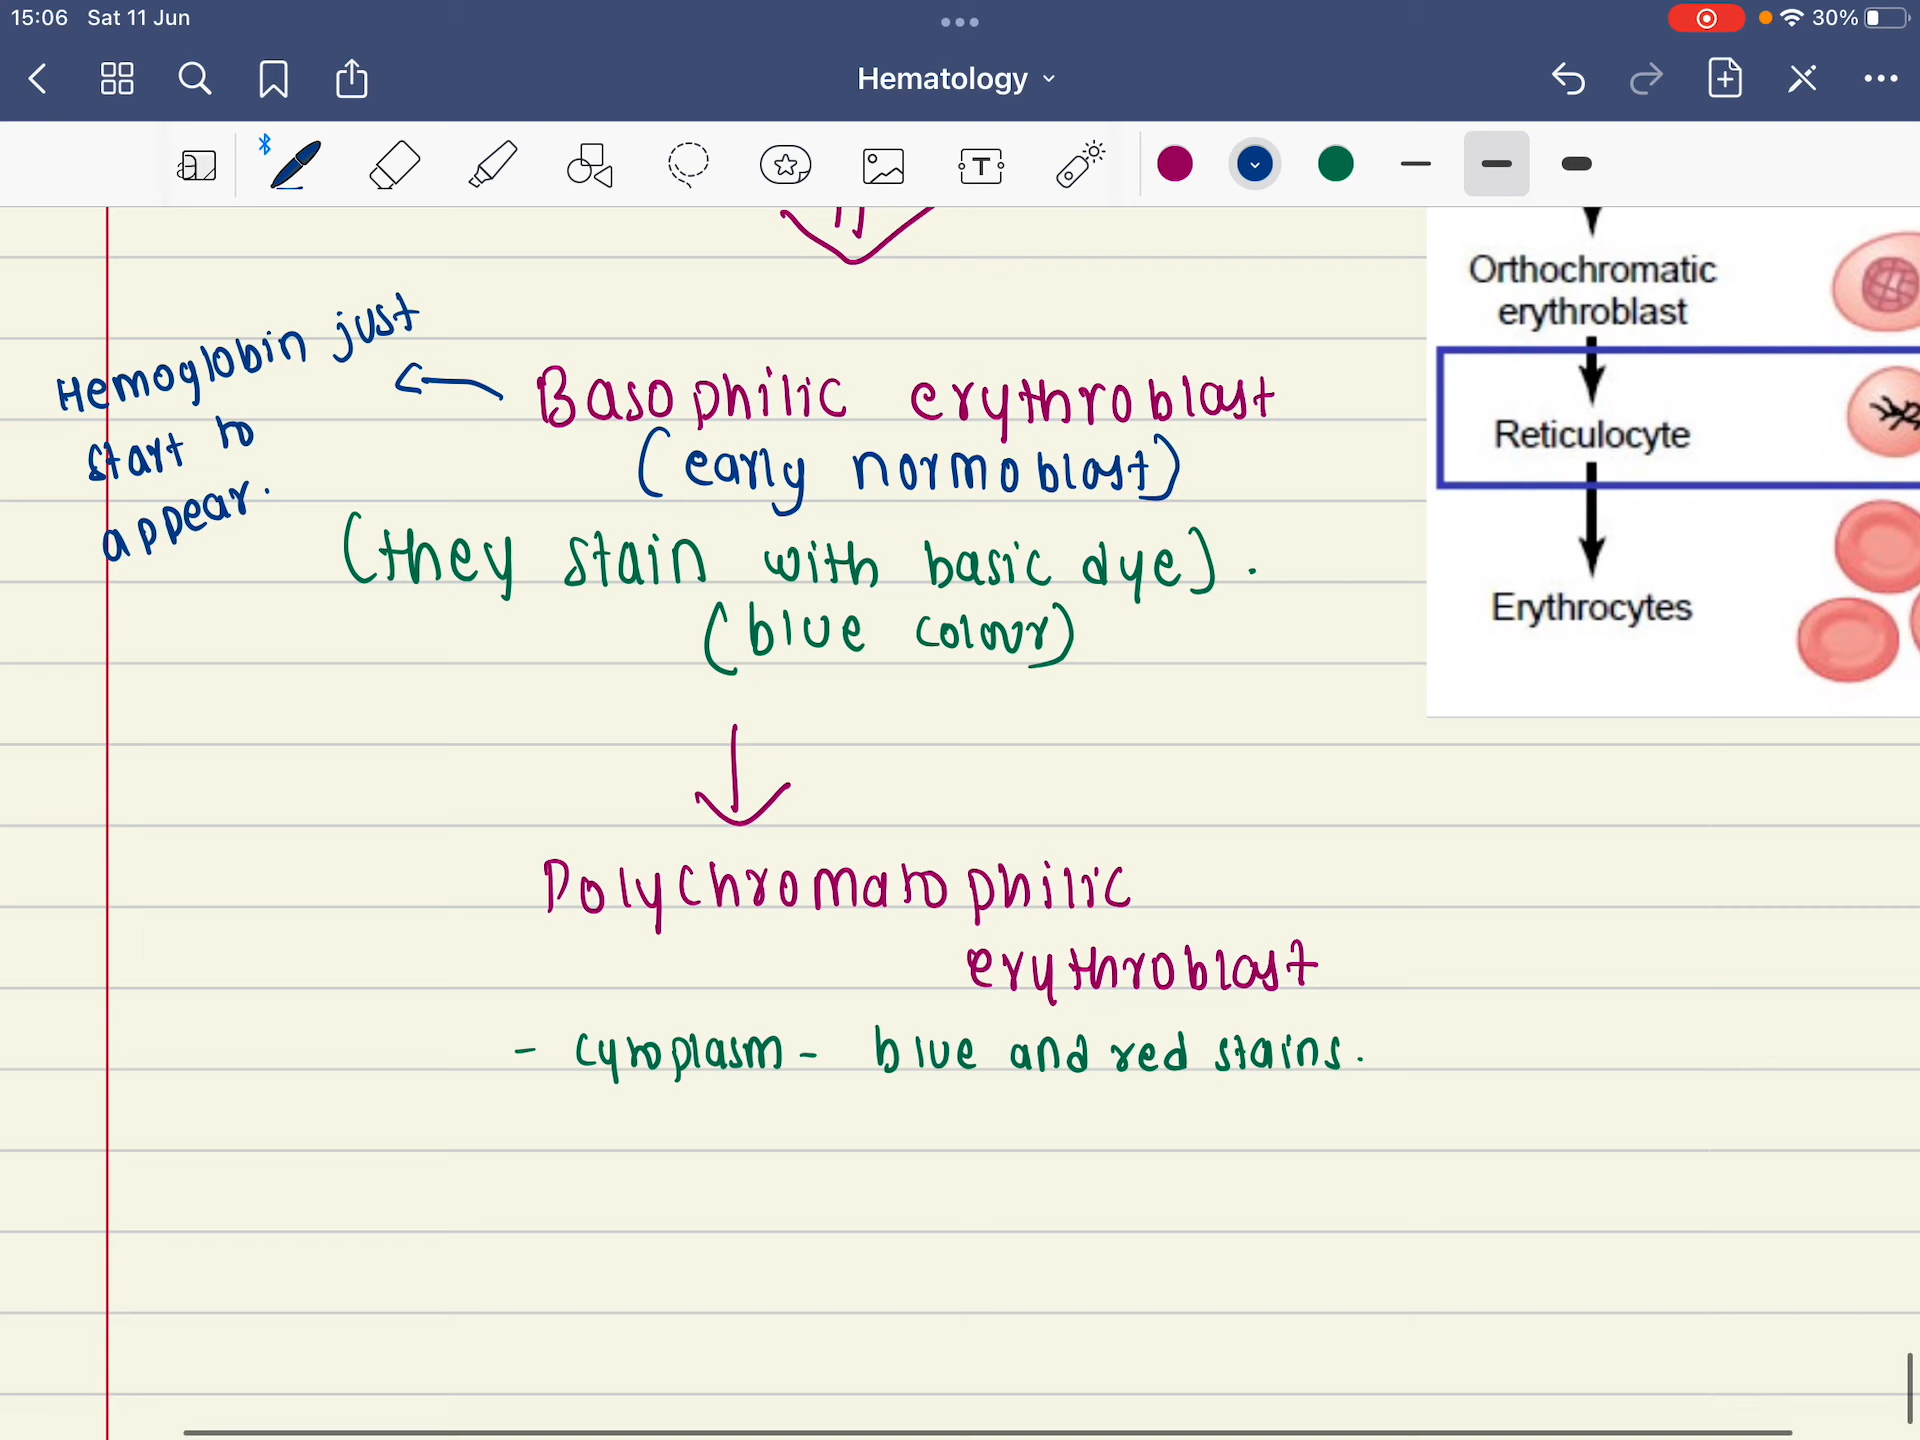 15:06 Sat 11 Jun
30%
Hematology
T
Hemoglobin just
start to
appear.
Basophilic erythroblast
(early normoblast)
(they stain with basic dye).
(blue colour)
Polychromatophilic
erythroblast
- cytoplasm - blue and red stains.
Orthochromatic
erythroblast
Reticulocyte
Erythrocytes